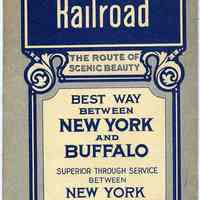 Railroad
THE ROUTE OF
SCENIC BEAUTY
BEST WAY
BETWEEN
NEW YORK
AND
BUFFALO
SUPERIOR THROUGH SERVICE
BETWEEN
NEW YORK